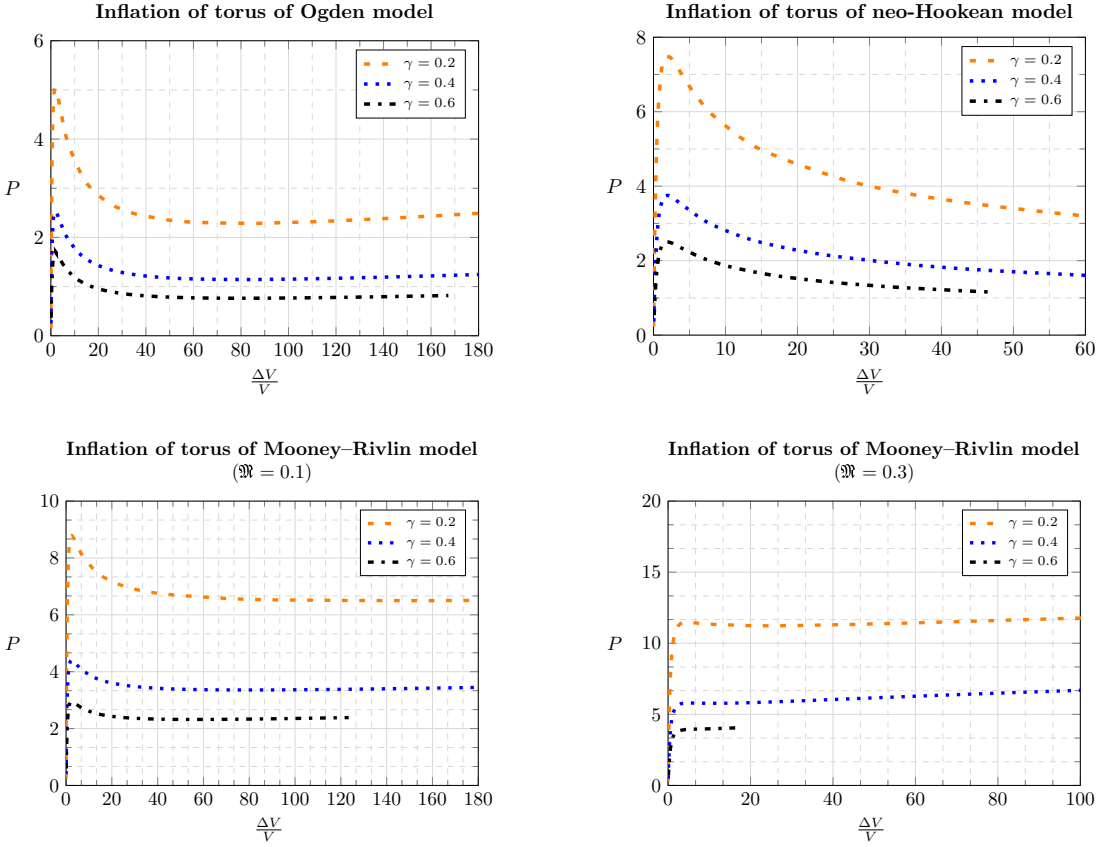 Inflation of torus of Ogden model
6
4
2
0
P
0 20 40 60 80 100 120 140 160 180
ΔV
V
γ = 0.2
γ = 0.4
γ = 0.6
Inflation of torus of neo-Hookean model
8
6
4
2
0
P
0 10 20 30 40 50 60
ΔV
V
γ = 0.2
γ = 0.4
γ = 0.6
Inflation of torus of Mooney–Rivlin model
(𝕽 = 0.1)
10
8
6
4
2
0
P
0 20 40 60 80 100 120 140 160 180
ΔV
V
γ = 0.2
γ = 0.4
γ = 0.6
Inflation of torus of Mooney–Rivlin model
(𝕽 = 0.3)
20
15
10
5
0
P
0 20 40 60 80 100
ΔV
V
γ = 0.2
γ = 0.4
γ = 0.6